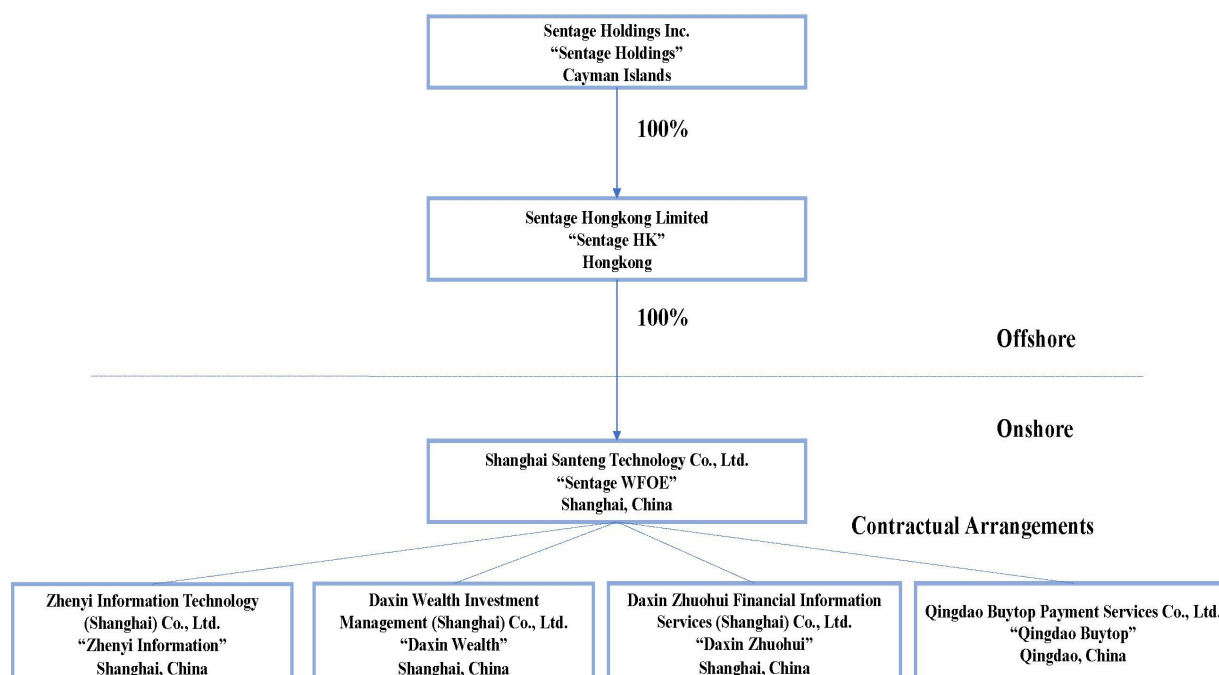 Sentage Holdings Inc.
“Sentage Holdings”
Cayman Islands
100%
Sentage Hongkong Limited
“Sentage HK”
Hongkong
100%
Offshore
Onshore
Shanghai Santeng Technology Co., Ltd.
“Sentage WFOE”
Shanghai, China
Contractual Arrangements
Zhenyi Information Technology
(Shanghai) Co., Ltd.
“Zhenyi Information”
Shanghai, China
Daxin Wealth Investment
Management (Shanghai) Co., Ltd.
“Daxin Wealth”
Shanghai, China
Daxin Zhuohui Financial Information
Services (Shanghai) Co., Ltd.
“Daxin Zhuohui”
Shanghai, China
Qingdao Buytop Payment Services Co., Ltd.
“Qingdao Buytop”
Qingdao, China